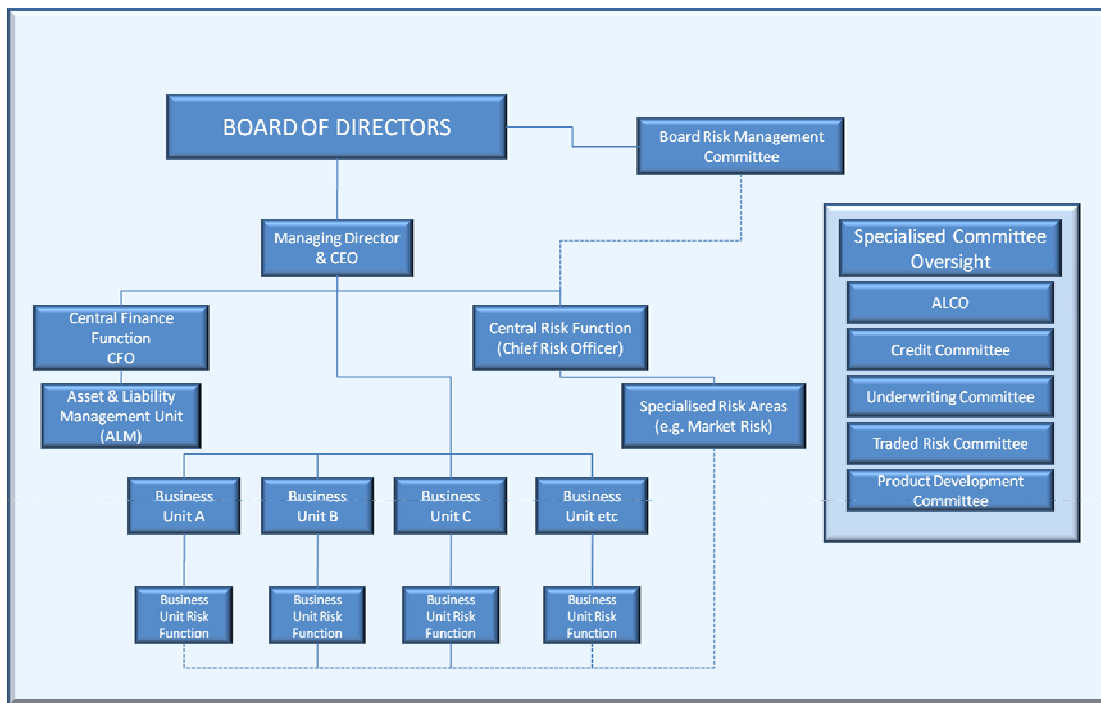 BOARD OF DIRECTORS
Board Risk Management
Committee
Managing Director
& CEO
Specialised Committee
Oversight
ALCO
Credit Committee
Underwriting Committee
Traded Risk Committee
Product Development
Committee
Central Finance
Function
CFO
Central Risk Function
(Chief Risk Officer)
Asset & Liability
Management Unit
(ALM)
Specialised Risk Areas
(e.g. Market Risk)
Business
Unit A
Business
Unit B
Business
Unit C
Business
Unit etc
Business
Unit Risk
Function
Business
Unit Risk
Function
Business
Unit Risk
Function
Business
Unit Risk
Function